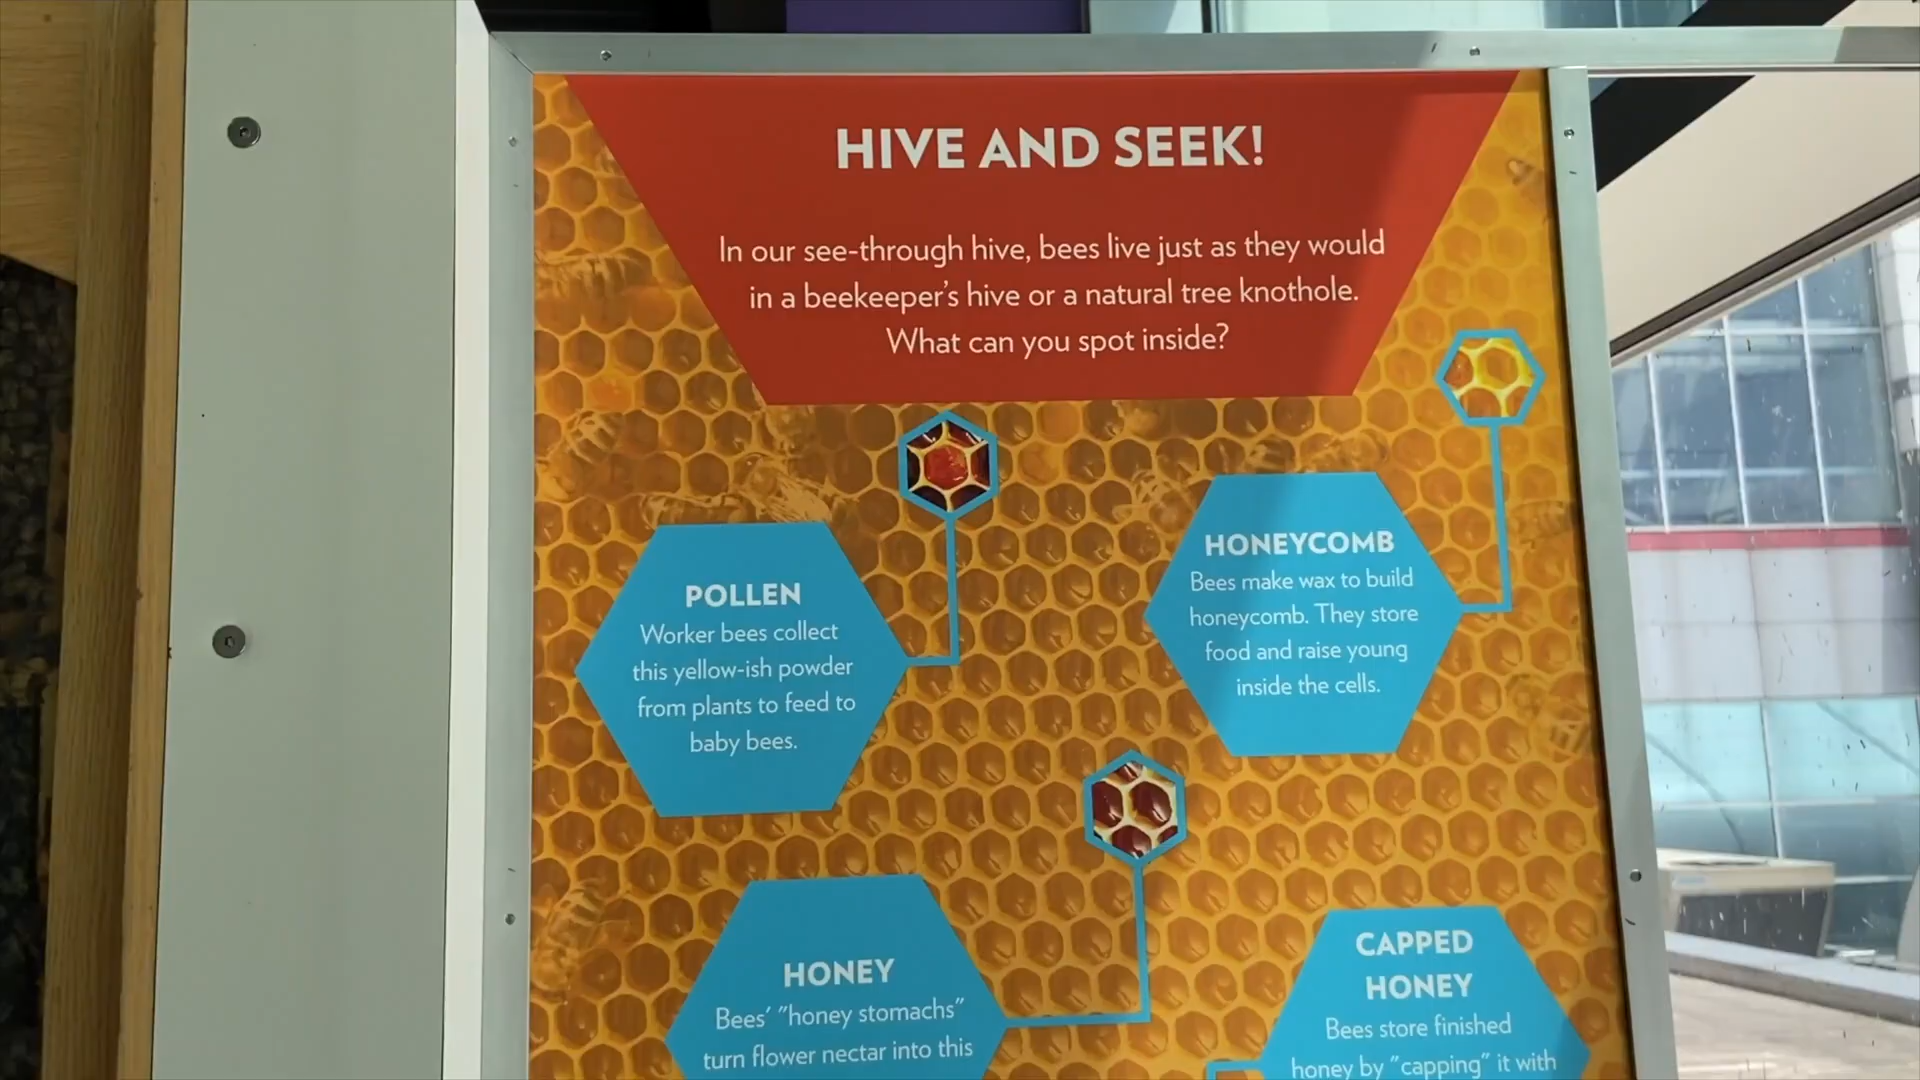 HIVE AND SEEK!
In our see-through hive, bees live just as they would
in a beekeeper's hive or a natural tree knothole.
What can you spot inside?
POLLEN
Worker bees collect
this yellow-ish powder
from plants to feed to
baby bees.
HONEYCOMB
Bees make wax to build
honeycomb. They store
food and raise young
inside the cells.
HONEY
Bees' "honey stomachs"
turn flower nectar into this
CAPPED
HONEY
Bees store finished
honey by "capping" it with